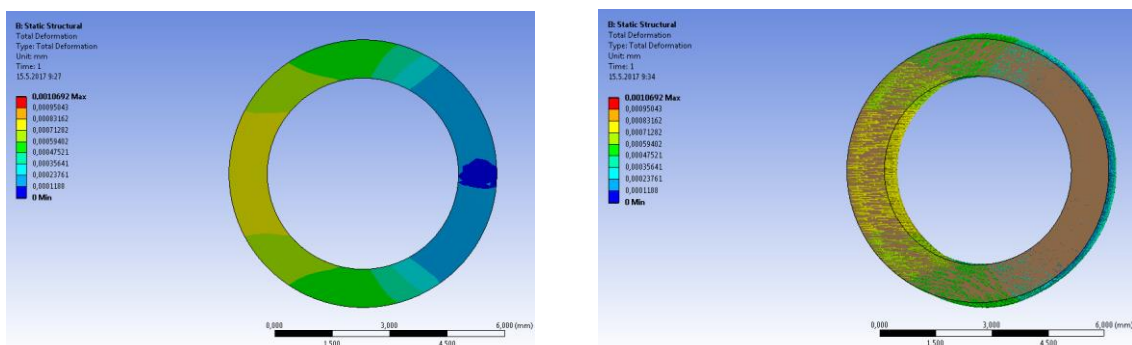 B: Static Structural
Total Deformation
Type: Total Deformation
Unit: mm
Time: 1
15.5.2017 9:27
0,0010692 Max
0,00095043
0,00083162
0,00071282
0,00059402
0,00047521
0,00035641
0,00023761
0,0001188
0 Min
0,000 3,000 6,000 (mm)
1,500 4,500
B: Static Structural
Total Deformation
Type: Total Deformation
Unit: mm
Time: 1
15.5.2017 9:34
0,0010692 Max
0,00095043
0,00083162
0,00071282
0,00059402
0,00047521
0,00035641
0,00023761
0,0001188
0 Min
0,000 3,000 6,000 (mm)
1,500 4,500